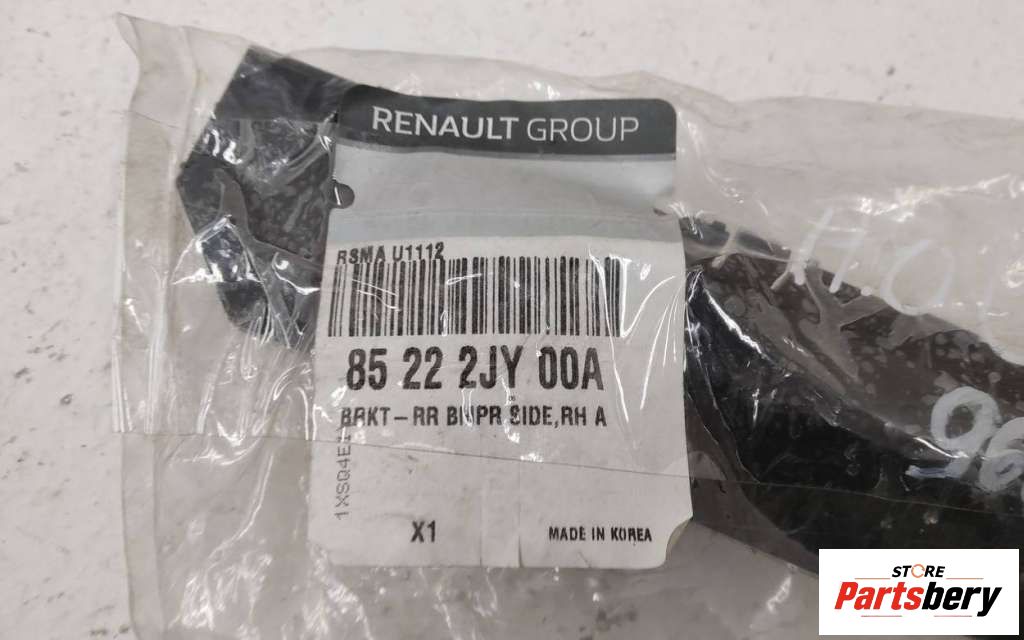 RENAULT GROUP
RSMA U1112
85 22 2JY 00A
BRKT-RR BMPR SIDE,RH A
X1
MADE IN KOREA
STORE
Partsbery